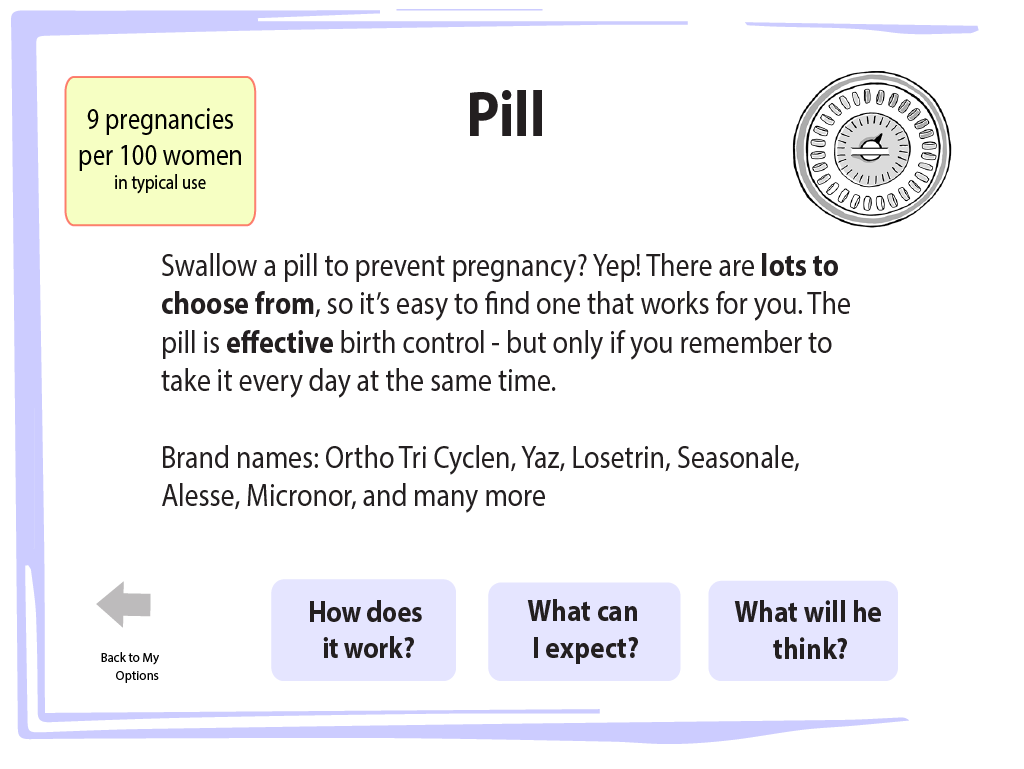 Pill
9 pregnancies
per 100 women
in typical use
Swallow a pill to prevent pregnancy? Yep! There are lots to
choose from, so it’s easy to find one that works for you. The
pill is effective birth control - but only if you remember to
take it every day at the same time.
Brand names: Ortho Tri Cyclen, Yaz, Losetrin, Seasonale,
Alesse, Micronor, and many more
How does
it work?
What can
I expect?
What will he
think?
Back to My
Options